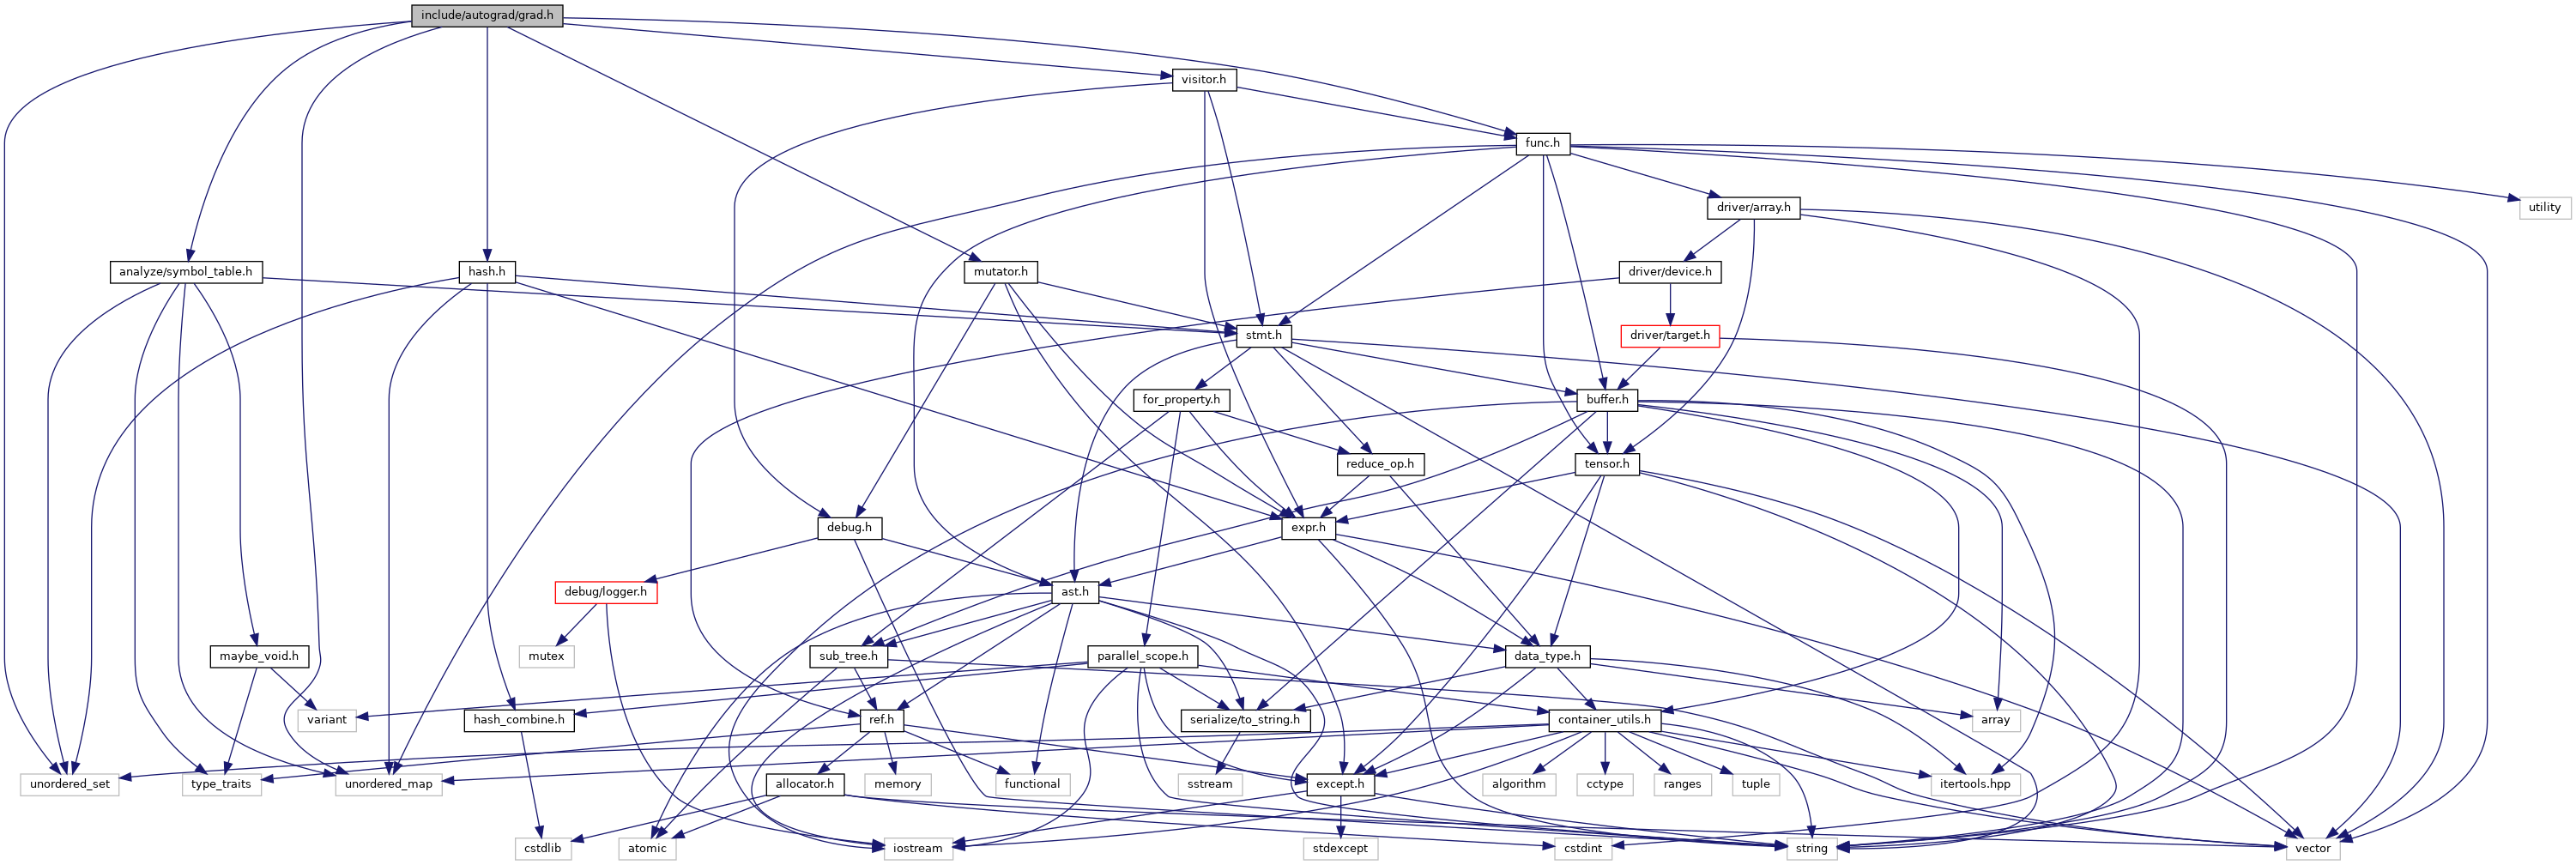 include/autograd/grad.h
visitor.h
func.h
driver/array.h
utility
analyze/symbol_table.h
hash.h
mutator.h
driver/device.h
stmt.h
driver/target.h
for_property.h
buffer.h
reduce_op.h
tensor.h
debug.h
expr.h
debug/logger.h
ast.h
mutex
maybe_void.h
sub_tree.h
parallel_scope.h
data_type.h
variant
hash_combine.h
ref.h
serialize/to_string.h
container_utils.h
array
unordered_set
type_traits
unordered_map
allocator.h
memory
functional
sstream
except.h
algorithm
cctype
ranges
tuple
itertools.hpp
cstdlib
atomic
iostream
stdexcept
cstdint
string
vector